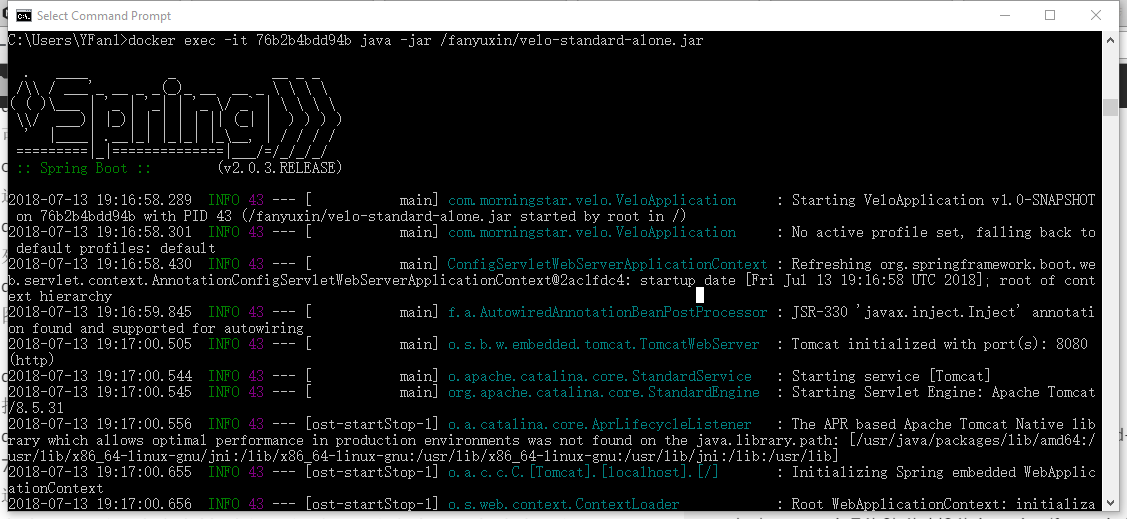 Select Command Prompt
C:\Users\YFan1>docker exec -it 76b2b4bdd94b java -jar /fanyuxin/velo-standard-alone.jar
:: Spring Boot ::        (v2.0.3.RELEASE)
2018-07-13 19:16:58.289  INFO 43 --- [           main] com.morningstar.velo.VeloApplication     : Starting VeloApplication v1.0-SNAPSHOT
on 76b2b4bdd94b with PID 43 (/fanyuxin/velo-standard-alone.jar started by root in /)
2018-07-13 19:16:58.301  INFO 43 --- [           main] com.morningstar.velo.VeloApplication     : No active profile set, falling back to
default profiles: default
2018-07-13 19:16:58.430  INFO 43 --- [           main] ConfigServletWebServerApplicationContext : Refreshing org.springframework.boot.we
b.servlet.context.AnnotationConfigServletWebServerApplicationContext@2ac1fdc4: startup date [Fri Jul 13 19:16:58 UTC 2018]; root of cont
ext hierarchy
2018-07-13 19:16:59.845  INFO 43 --- [           main] f.a.AutowiredAnnotationBeanPostProcessor : JSR-330 'javax.inject.Inject' annotati
on found and supported for autowiring
2018-07-13 19:17:00.505  INFO 43 --- [           main] o.s.b.w.embedded.tomcat.TomcatWebServer  : Tomcat initialized with port(s): 8080
(http)
2018-07-13 19:17:00.544  INFO 43 --- [           main] o.apache.catalina.core.StandardService   : Starting service [Tomcat]
2018-07-13 19:17:00.545  INFO 43 --- [           main] org.apache.catalina.core.StandardEngine  : Starting Servlet Engine: Apache Tomcat
/8.5.31
2018-07-13 19:17:00.556  INFO 43 --- [ost-startStop-1] o.a.catalina.core.AprLifecycleListener   : The APR based Apache Tomcat Native lib
rary which allows optimal performance in production environments was not found on the java.library.path: [/usr/java/packages/lib/amd64:/
usr/lib/x86_64-linux-gnu/jni:/lib/x86_64-linux-gnu:/usr/lib/x86_64-linux-gnu:/usr/lib/jni:/lib:/usr/lib]
2018-07-13 19:17:00.655  INFO 43 --- [ost-startStop-1] o.a.c.c.C.[Tomcat].[localhost].[/]       : Initializing Spring embedded WebApplic
ationContext
2018-07-13 19:17:00.656  INFO 43 --- [ost-startStop-1] o.s.web.context.ContextLoader            : Root WebApplicationContext: initializa